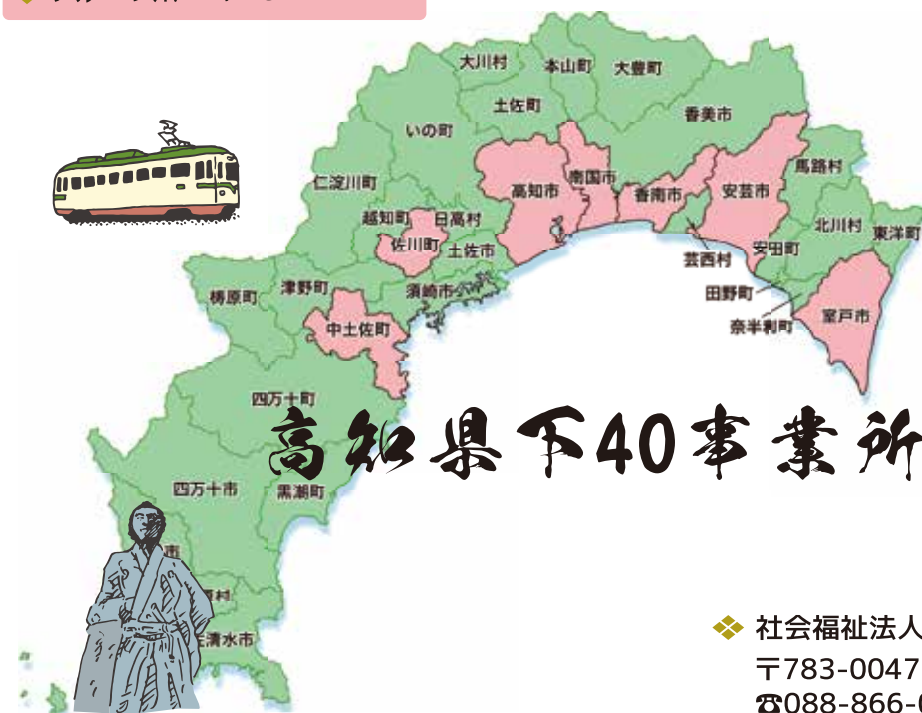 大川村
本山町
大豊町
土佐町
香美市
いの町
馬路村
仁淀川町
高知市
南国市
香南市
安芸市
越知町
日高村
北川村
東洋町
佐川町
土佐市
安田町
芸西村
梼原町
津野町
須崎市
田野町
中土佐町
奈半利町
室戸市
四万十町
高知県下40事業所
四万十市
黒潮町
市
村
清水市
社会福祉法人
〒783-0047
☎088-866-